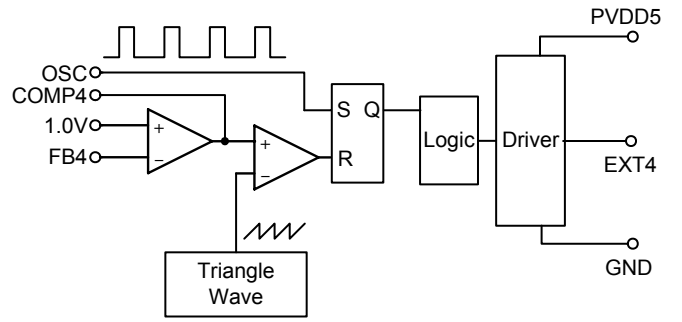 PVDD5
OSC
COMP4
1.0V
FB4
+
−
+
−
S Q
R
Logic
Driver
EXT4
GND
Triangle
Wave